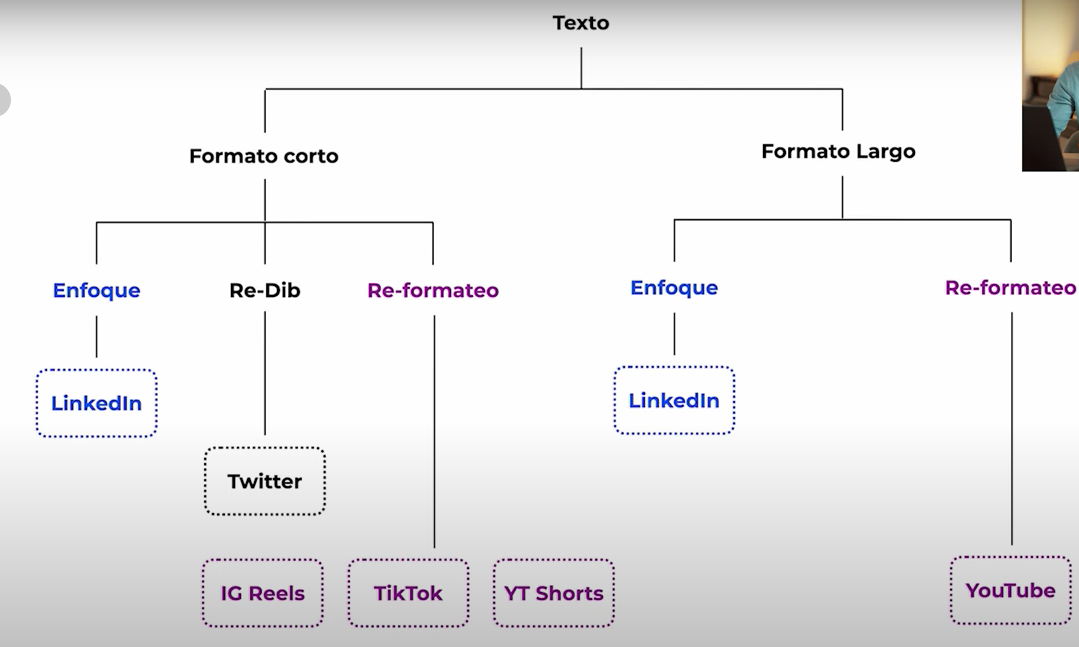 Texto
Formato corto
Formato Largo
Enfoque
Re-Dib
Re-formateo
Enfoque
Re-formateo
LinkedIn
LinkedIn
Twitter
IG Reels
TikTok
YT Shorts
YouTube